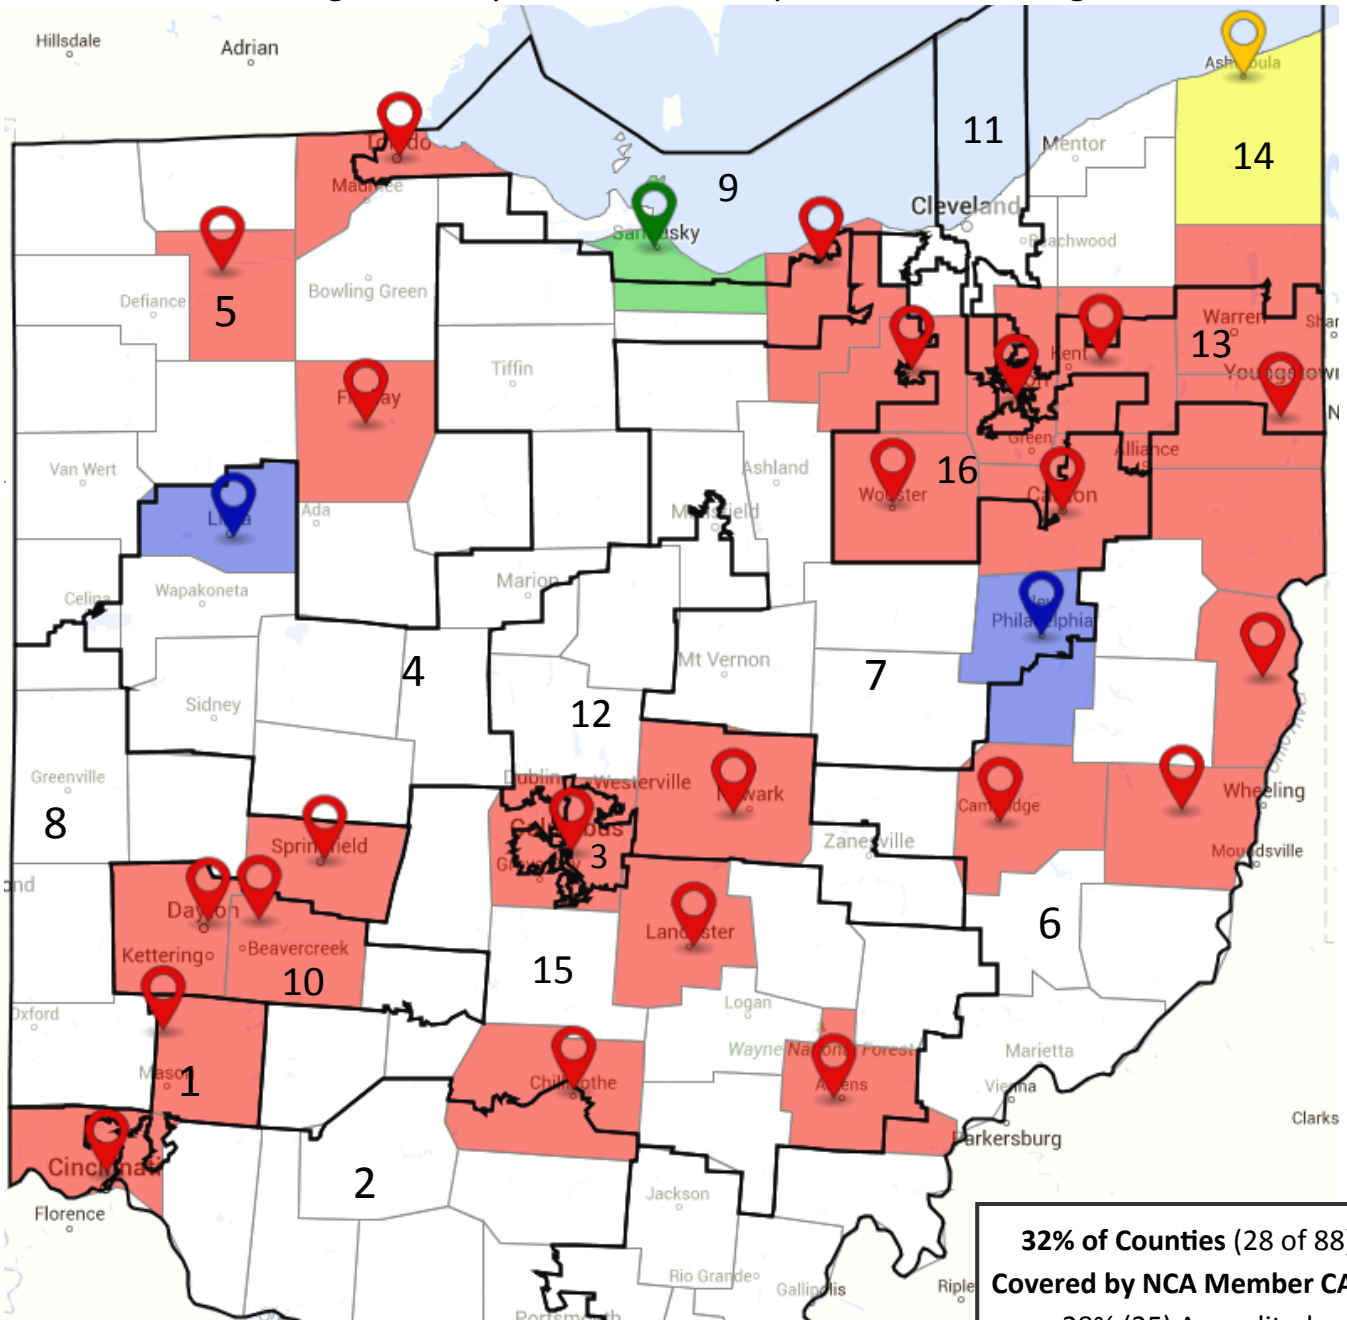 Hillsdale
Adrian
Ashtabula
Toledo
Maumee
11
Mentor
14
9
Cleveland
Sandusky
Beachwood
Defiance
5
Bowling Green
Warren
13
Kent
Youngstown
N
Tiffin
Findlay
Green
Alliance
Van Wert
Ashland
16
Wooster
Canton
Lima
Ada
Mansfield
Celina
Wapakoneta
Marion
New
Philadelphia
4
Mt Vernon
7
Sidney
12
Ohio River
Greenville
Dublin
Westerville
Newark
Cambridge
Wheeling
8
Columbus
Springfield
3
Grove City
Zanesville
Moundsville
ond
Dayton
Lancaster
6
Kettering
Beavercreek
10
15
Logan
Oxford
Wayne National Forest
Marietta
Mason
1
Chillicothe
Athens
Vienna
Clarks
Parkersburg
Cincinnati
2
Jackson
Florence
Rio Grande
Gallipolis
Riple
Portsmouth
32% of Counties (28 of 88)
Covered by NCA Member CA